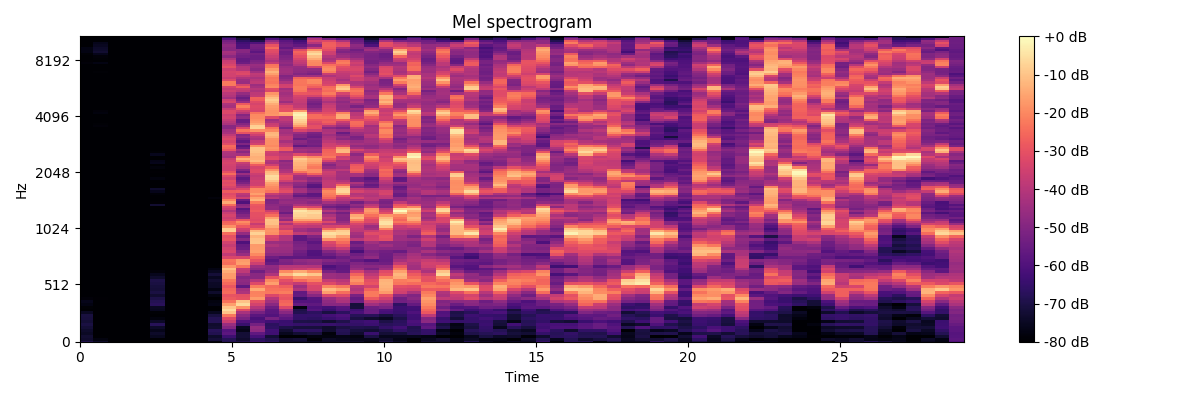 Mel spectrogram
Hz
8192
4096
2048
1024
512
0
0 5 10 15 20 25
Time
+0 dB
-10 dB
-20 dB
-30 dB
-40 dB
-50 dB
-60 dB
-70 dB
-80 dB